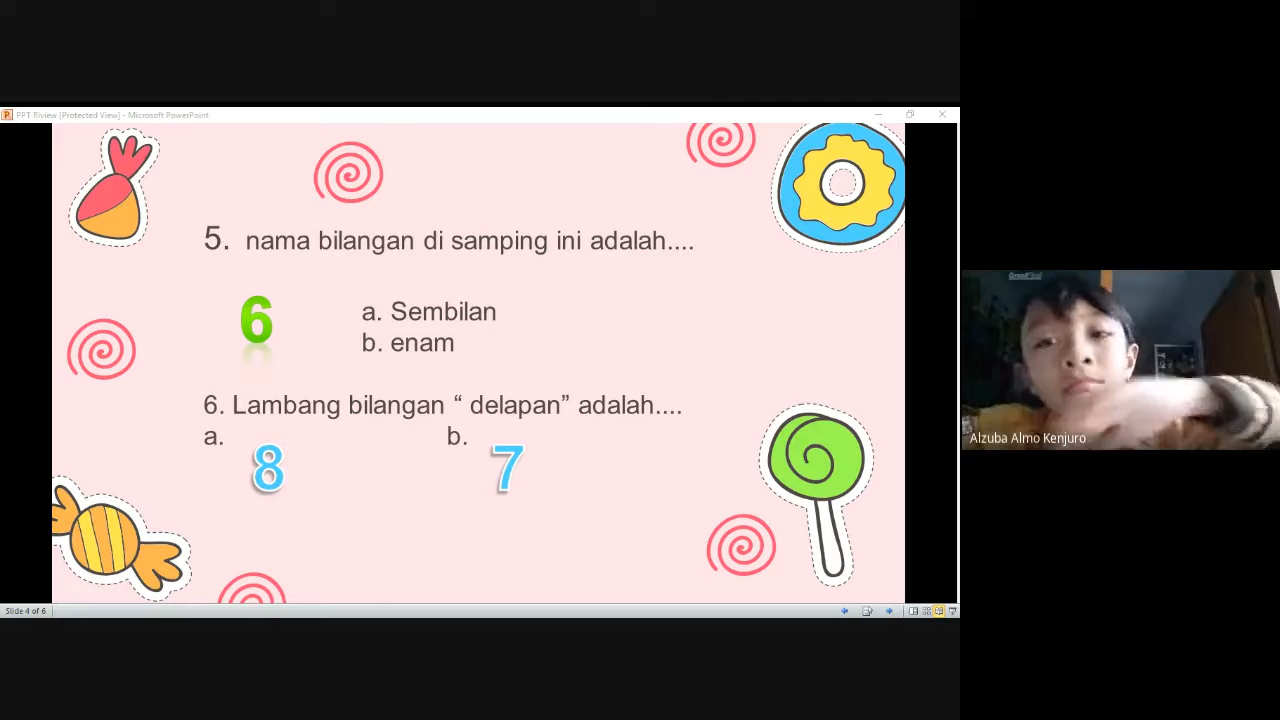 PPT Riview [Protected View] - Microsoft PowerPoint
5. nama bilangan di samping ini adalah....
6
a. Sembilan
b. enam
6. Lambang bilangan “ delapan” adalah....
a. b.
8 7
Alzuba Almo Kenjuro
Slide 4 of 6